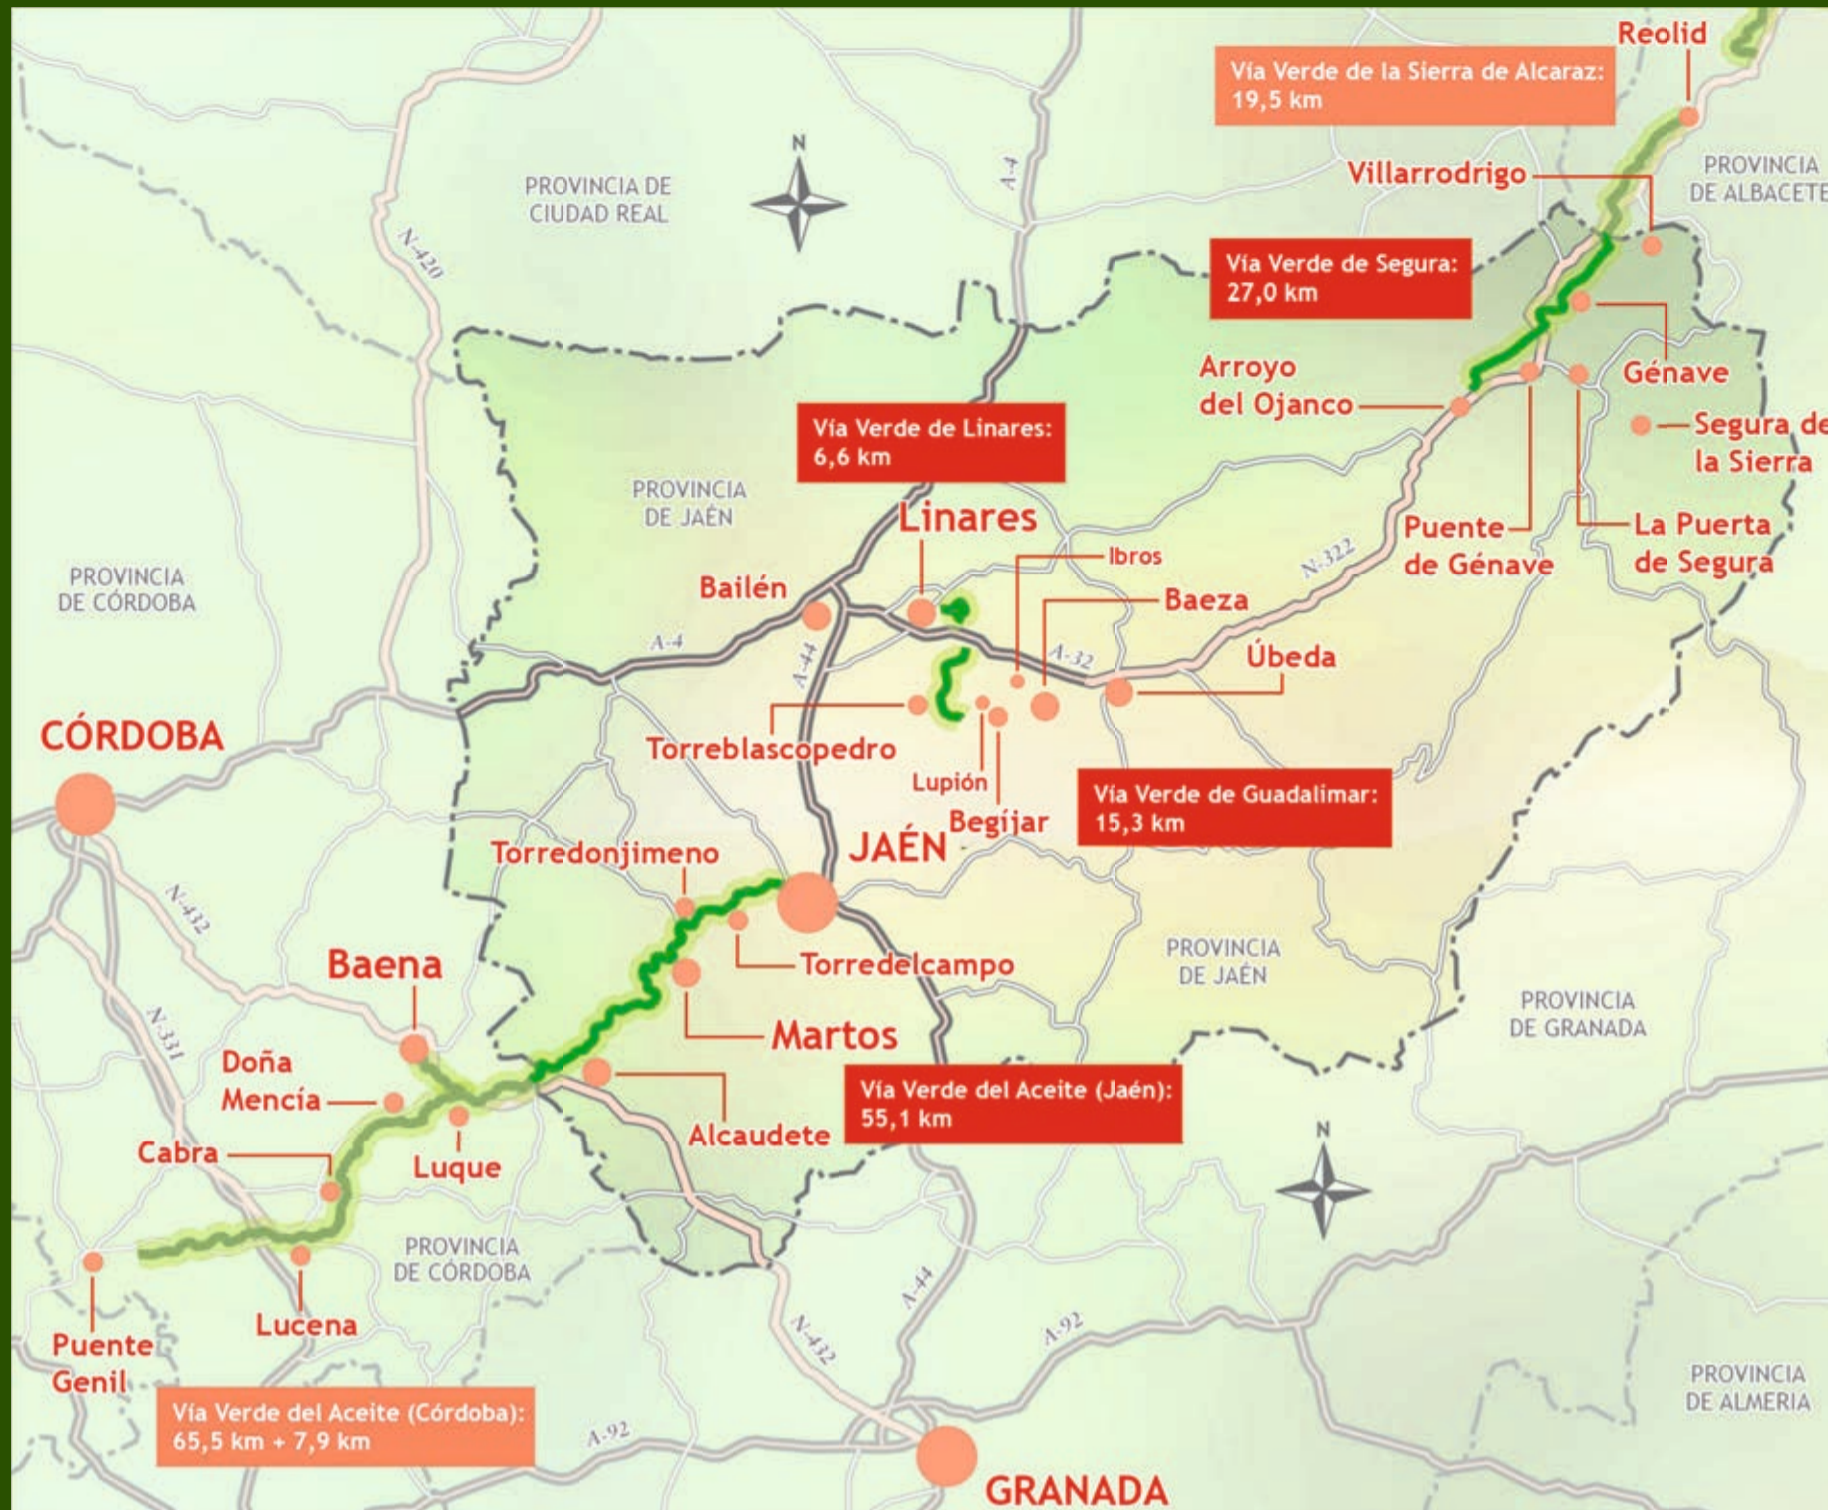 Reolid
Vía Verde de la Sierra de Alcaraz:
19,5 km
N
A-4
Villarrodrigo
PROVINCIA
DE ALBACETE
PROVINCIA DE
CIUDAD REAL
N-420
Vía Verde de Segura:
27,0 km
Arroyo
del Ojanco
Génave
Segura de
la Sierra
Vía Verde de Linares:
6,6 km
PROVINCIA
DE JAÉN
Linares
Puente
de Génave
La Puerta
de Segura
N-322
Ibros
PROVINCIA
DE CÓRDOBA
Bailén
Baeza
A-4
A-44
A-32
Úbeda
CÓRDOBA
Torreblascopedro
Lupión
Begíjar
Vía Verde de Guadalimar:
15,3 km
Torredonjimeno
JAÉN
N-432
Baena
Torredelcampo
PROVINCIA
DE JAÉN
PROVINCIA
DE GRANADA
N-331
Martos
Doña
Mencía
Vía Verde del Aceite (Jaén):
55,1 km
Alcaudete
N
Cabra
Luque
PROVINCIA
DE CÓRDOBA
A-44
Lucena
Puente
Genil
N-432
A-92
PROVINCIA
DE ALMERIA
Vía Verde del Aceite (Córdoba):
65,5 km + 7,9 km
A-92
GRANADA